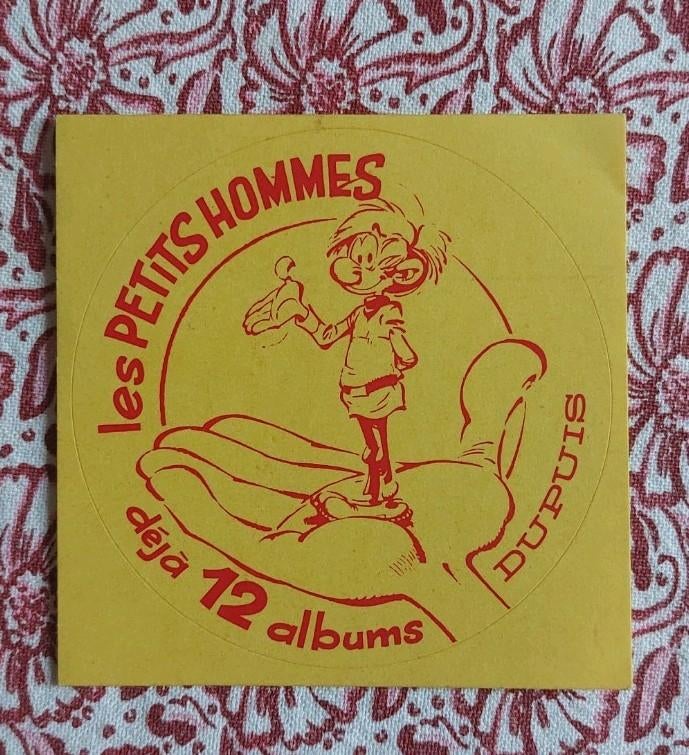 les PETITS HOMMES
déjà 12 albums
DUPUIS